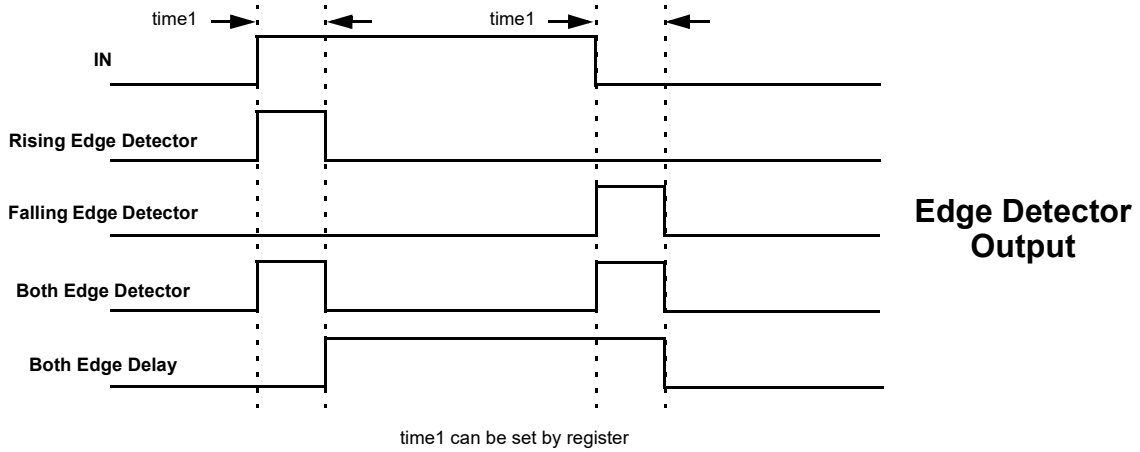 time1
time1
IN
Rising Edge Detector
Falling Edge Detector
Both Edge Detector
Both Edge Delay
Edge Detector
Output
time1 can be set by register